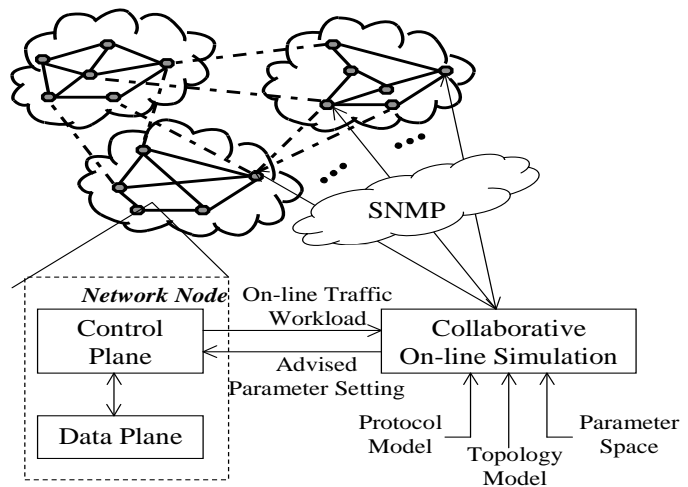 SNMP
Network Node
On-line Traffic
Workload
Control
Plane
Collaborative
On-line Simulation
Advised
Parameter Setting
Data Plane
Protocol
Model
Topology
Model
Parameter
Space